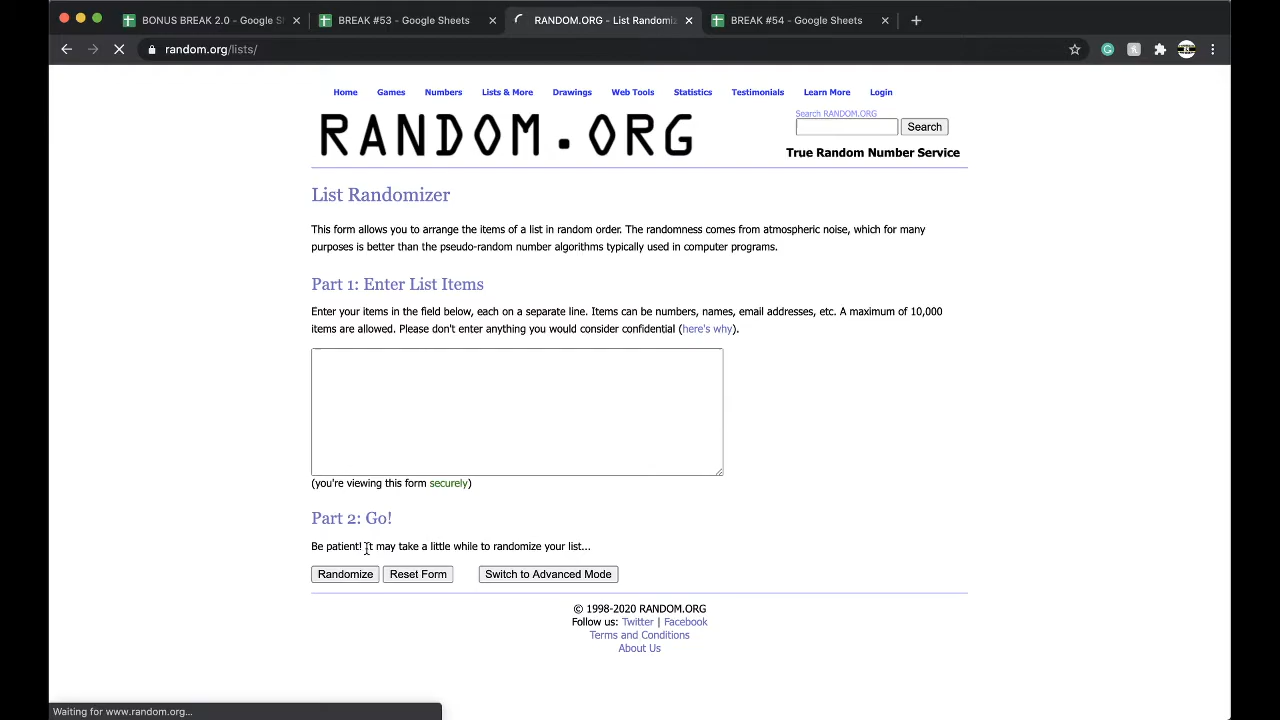 BONUS BREAK 2.0 - Google S
BREAK #53 - Google Sheets
RANDOM.ORG - List Randomiz
BREAK #54 - Google Sheets
random.org/lists/
Home Games Numbers Lists & More Drawings Web Tools Statistics Testimonials Learn More Login
Search RANDOM.ORG
RANDOM.ORG
Search
True Random Number Service
List Randomizer
This form allows you to arrange the items of a list in random order. The randomness comes from atmospheric noise, which for many
purposes is better than the pseudo-random number algorithms typically used in computer programs.
Part 1: Enter List Items
Enter your items in the field below, each on a separate line. Items can be numbers, names, email addresses, etc. A maximum of 10,000
items are allowed. Please don't enter anything you would consider confidential (here's why).
(you're viewing this form securely)
Part 2: Go!
Be patient! It may take a little while to randomize your list...
Randomize Reset Form Switch to Advanced Mode
© 1998-2020 RANDOM.ORG
Follow us: Twitter | Facebook
Terms and Conditions
About Us
Waiting for www.random.org...